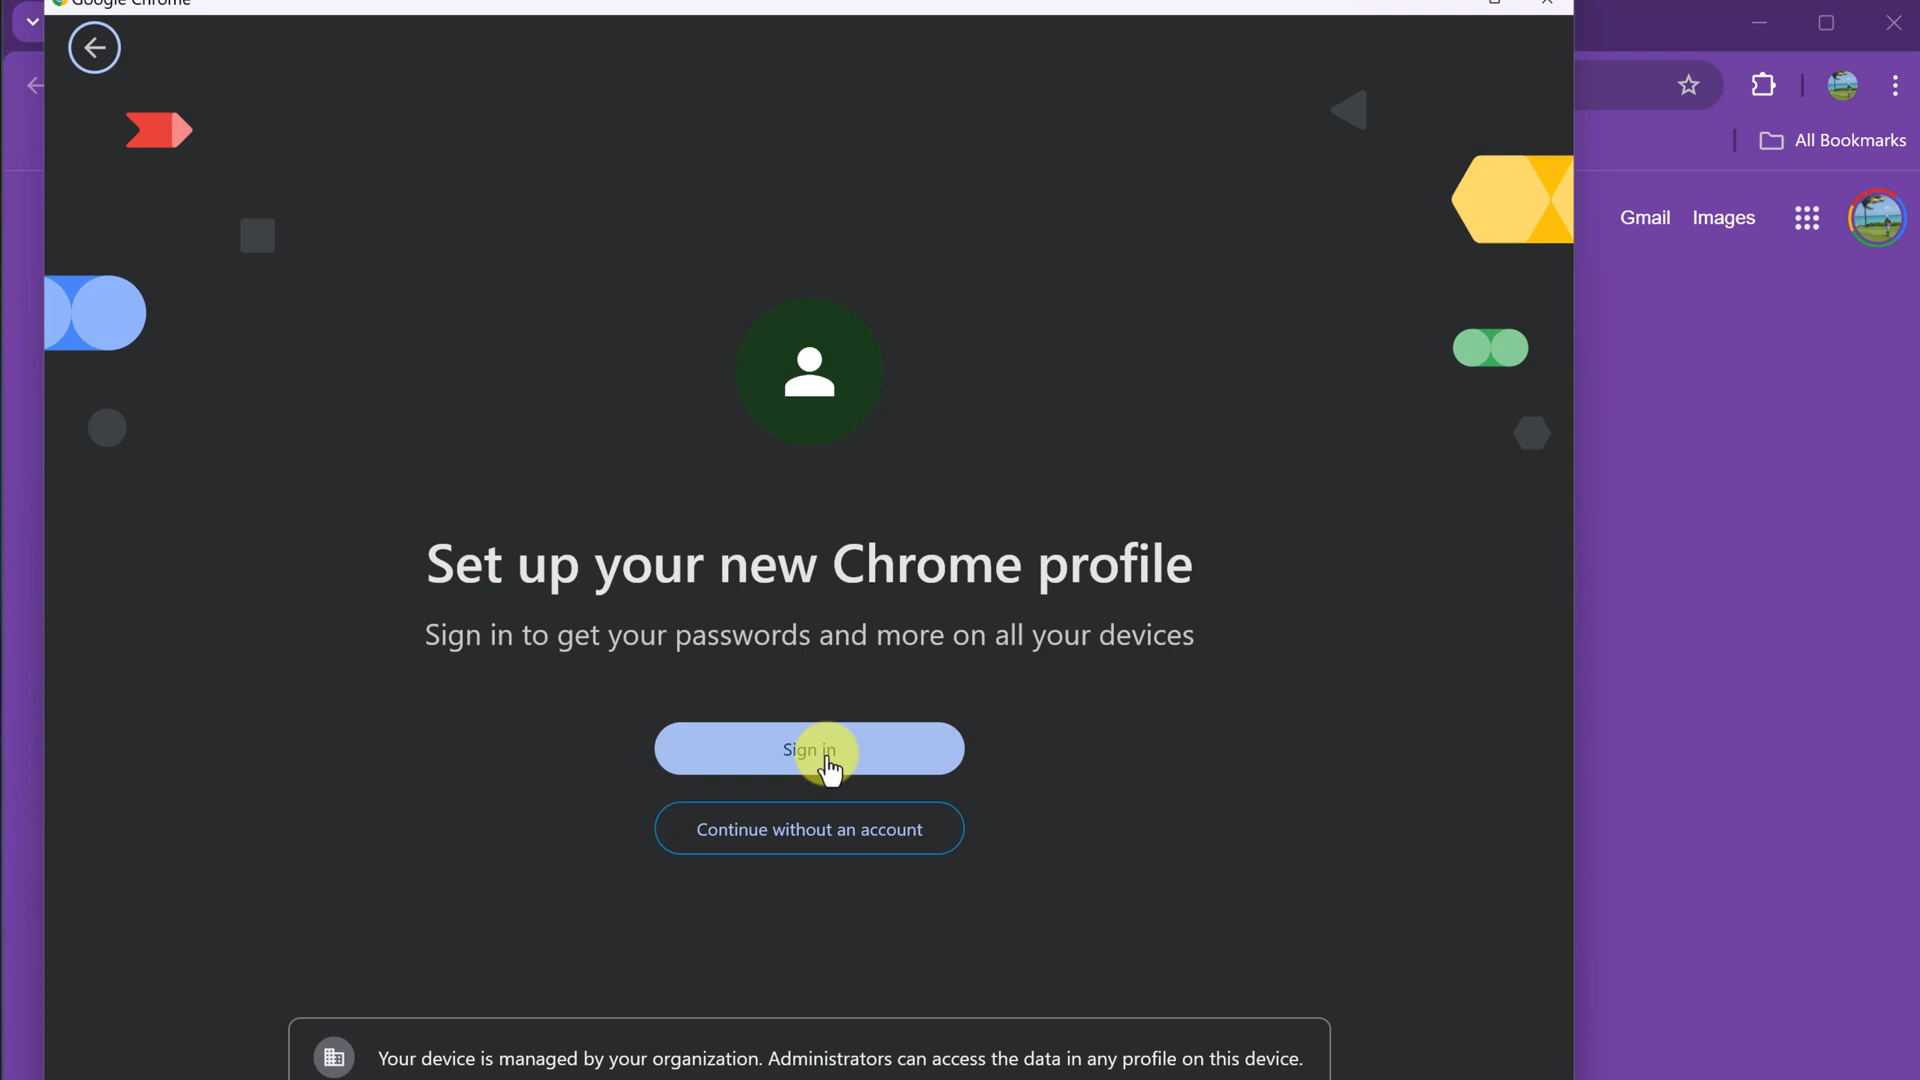 Google Chrome
All Bookmarks
Gmail Images
Set up your new Chrome profile
Sign in to get your passwords and more on all your devices
Sign in
Continue without an account
Your device is managed by your organization. Administrators can access the data in any profile on this device.